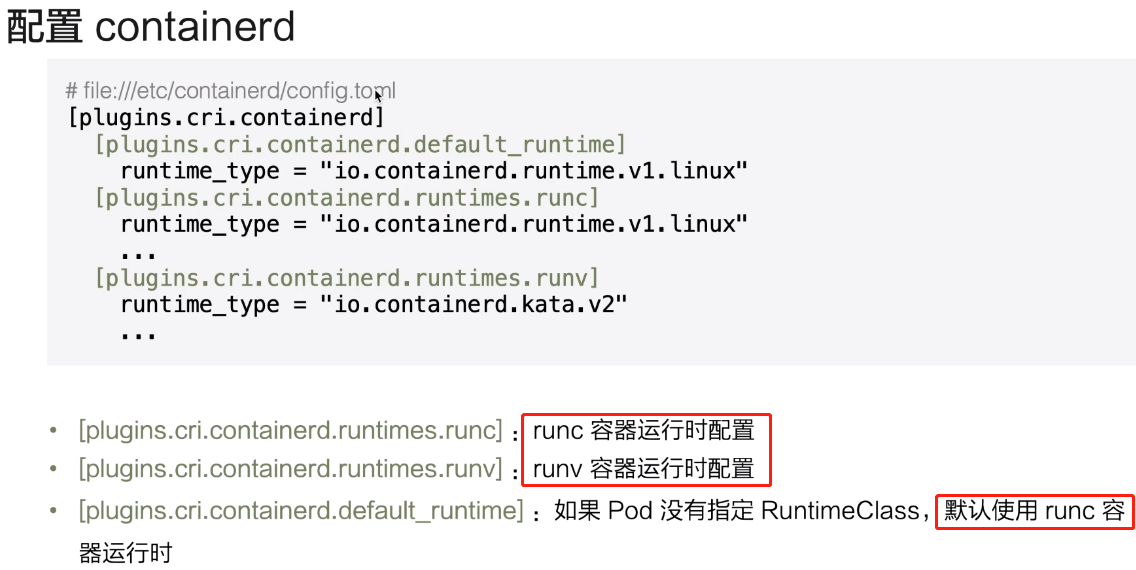 配置 containerd
# file:///etc/containerd/config.toml
[plugins.cri.containerd]
[plugins.cri.containerd.default_runtime]
runtime_type = "io.containerd.runtime.v1.linux"
[plugins.cri.containerd.runtimes.runc]
runtime_type = "io.containerd.runtime.v1.linux"
...
[plugins.cri.containerd.runtimes.runv]
runtime_type = "io.containerd.kata.v2"
...
• [plugins.cri.containerd.runtimes.runc] ：runc 容器运行时配置
• [plugins.cri.containerd.runtimes.runv] ：runv 容器运行时配置
• [plugins.cri.containerd.default_runtime] ：如果 Pod 没有指定 RuntimeClass，默认使用 runc 容
器运行时